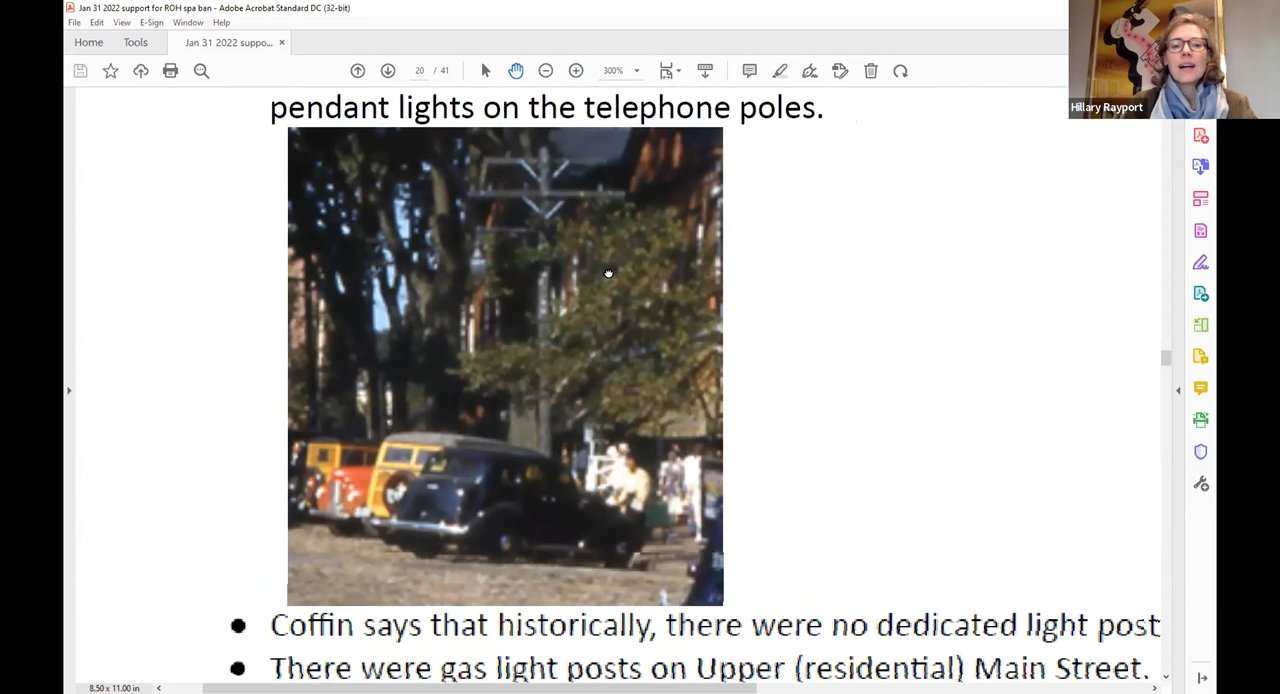 Jan 31 2022 support for ROH spa ban - Adobe Acrobat Standard DC (32-bit)
File Edit View E-Sign Window Help
Home Tools Jan 31 2022 suppo... ×
20 / 41 300%
Hillary Rayport
pendant lights on the telephone poles.
● Coffin says that historically, there were no dedicated light post
● There were gas light posts on Upper (residential) Main Street.
8.50 x 11.00 in